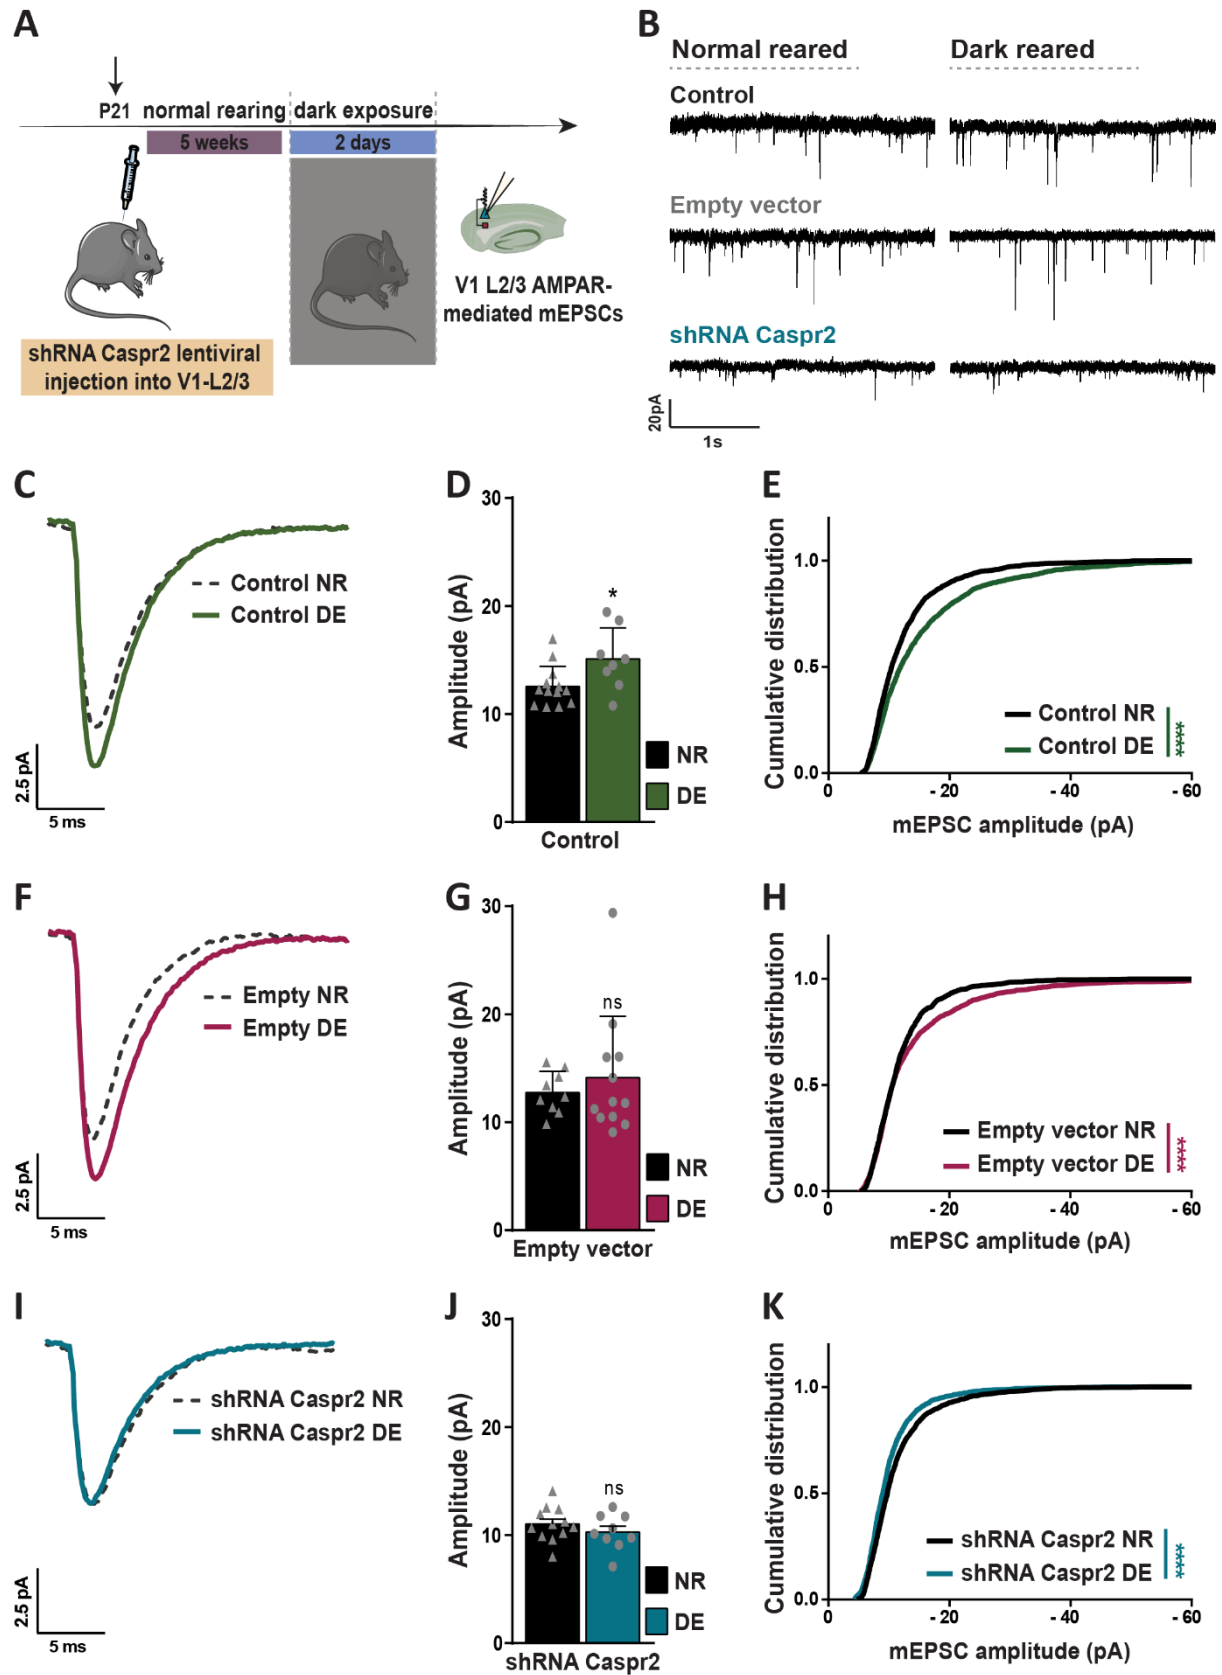 A
P21
normal rearing
dark exposure
5 weeks
2 days
V1 L2/3 AMPAR-
mediated mEPSCs
shRNA Caspr2 lentiviral
injection into V1-L2/3
B
Normal reared
Dark reared
Control
Empty vector
shRNA Caspr2
20pA
1s
C
Control NR
Control DE
2.5 pA
5 ms
D
Amplitude (pA)
30
20
10
0
*
NR
DE
Control
E
Cumulative distribution
1.0
0.5
0.0
0
- 20
- 40
- 60
Control NR
Control DE
****
mEPSC amplitude (pA)
F
Empty NR
Empty DE
2.5 pA
5 ms
G
Amplitude (pA)
30
20
10
0
ns
NR
DE
Empty vector
H
Cumulative distribution
1.0
0.5
0.0
0
- 20
- 40
- 60
Empty vector NR
Empty vector DE
****
mEPSC amplitude (pA)
I
shRNA Caspr2 NR
shRNA Caspr2 DE
2.5 pA
5 ms
J
Amplitude (pA)
30
20
10
0
ns
NR
DE
shRNA Caspr2
K
Cumulative distribution
1.0
0.5
0.0
0
- 20
- 40
- 60
shRNA Caspr2 NR
shRNA Caspr2 DE
****
mEPSC amplitude (pA)